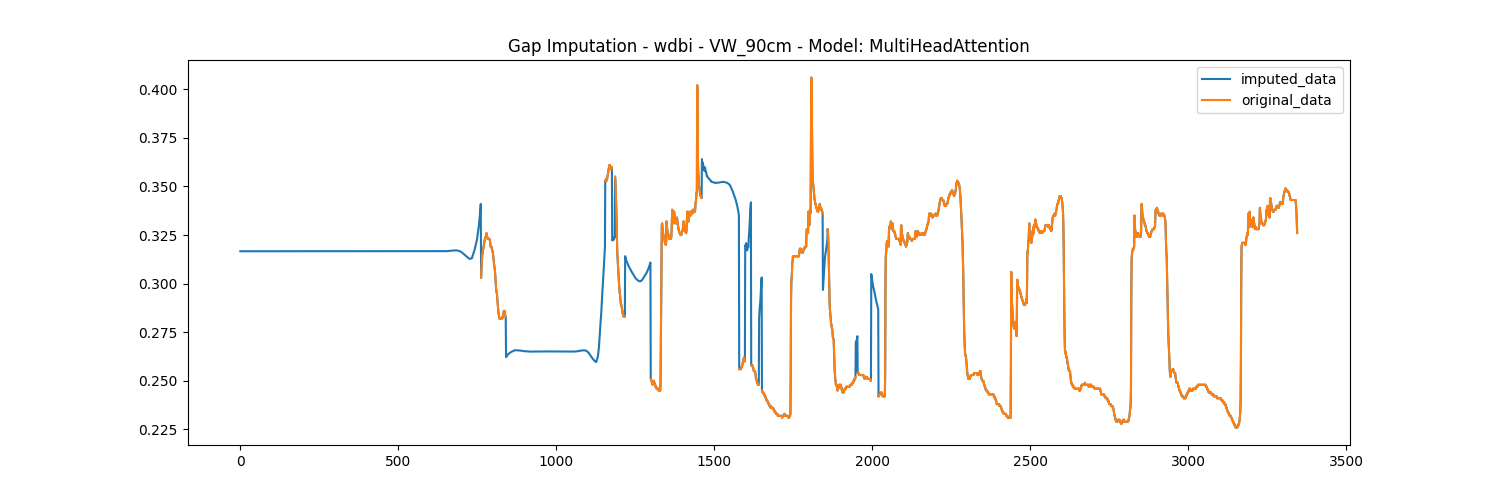 Gap Imputation - wdbi - VW_90cm - Model: MultiHeadAttention
imputed_data
original_data
0.400
0.375
0.350
0.325
0.300
0.275
0.250
0.225
0 500 1000 1500 2000 2500 3000 3500